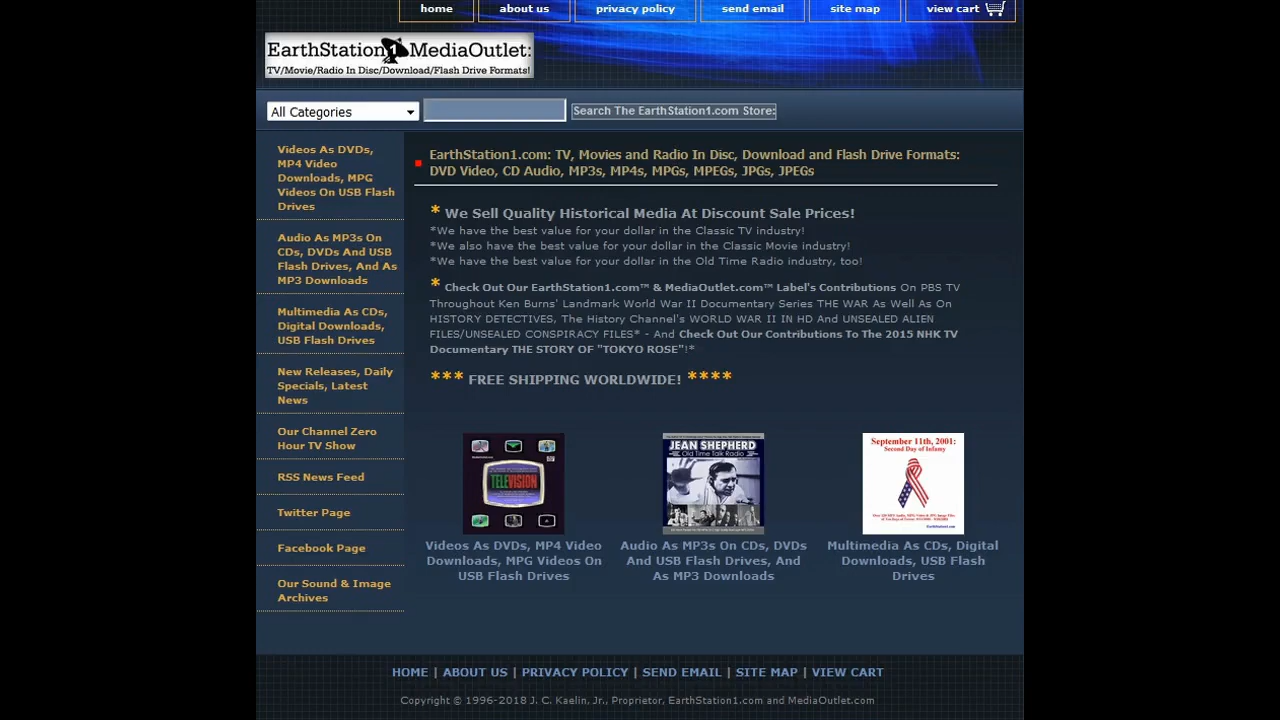 home
about us
privacy policy
send email
site map
view cart
EarthStation1MediaOutlet:
TV/Movie/Radio In Disc/Download/Flash Drive Formats!
All Categories
Search The EarthStation1.com Store:
Videos As DVDs,
MP4 Video
Downloads, MPG
Videos On USB Flash
Drives
Audio As MP3s On
CDs, DVDs And USB
Flash Drives, And As
MP3 Downloads
Multimedia As CDs,
Digital Downloads,
USB Flash Drives
New Releases, Daily
Specials, Latest
News
Our Channel Zero
Hour TV Show
RSS News Feed
Twitter Page
Facebook Page
Our Sound & Image
Archives
EarthStation1.com: TV, Movies and Radio In Disc, Download and Flash Drive Formats:
DVD Video, CD Audio, MP3s, MP4s, MPGs, MPEGs, JPGs, JPEGs
* We Sell Quality Historical Media At Discount Sale Prices!
*We have the best value for your dollar in the Classic TV industry!
*We also have the best value for your dollar in the Classic Movie industry!
*We have the best value for your dollar in the Old Time Radio industry, too!
* Check Out Our EarthStation1.com™ & MediaOutlet.com™ Label's Contributions On PBS TV
Throughout Ken Burns' Landmark World War II Documentary Series THE WAR As Well As On
HISTORY DETECTIVES, The History Channel's WORLD WAR II IN HD And UNSEALED ALIEN
FILES/UNSEALED CONSPIRACY FILES* - And Check Out Our Contributions To The 2015 NHK TV
Documentary THE STORY OF "TOKYO ROSE"!*
*** FREE SHIPPING WORLDWIDE! ****
TELEVISION
JEAN SHEPHERD
Old Time Talk Radio
September 11th, 2001:
Second Day of Infamy
EarthStation1.com
Videos As DVDs, MP4 Video
Downloads, MPG Videos On
USB Flash Drives
Audio As MP3s On CDs, DVDs
And USB Flash Drives, And
As MP3 Downloads
Multimedia As CDs, Digital
Downloads, USB Flash
Drives
HOME | ABOUT US | PRIVACY POLICY | SEND EMAIL | SITE MAP | VIEW CART
Copyright © 1996-2018 J. C. Kaelin, Jr., Proprietor, EarthStation1.com and MediaOutlet.com